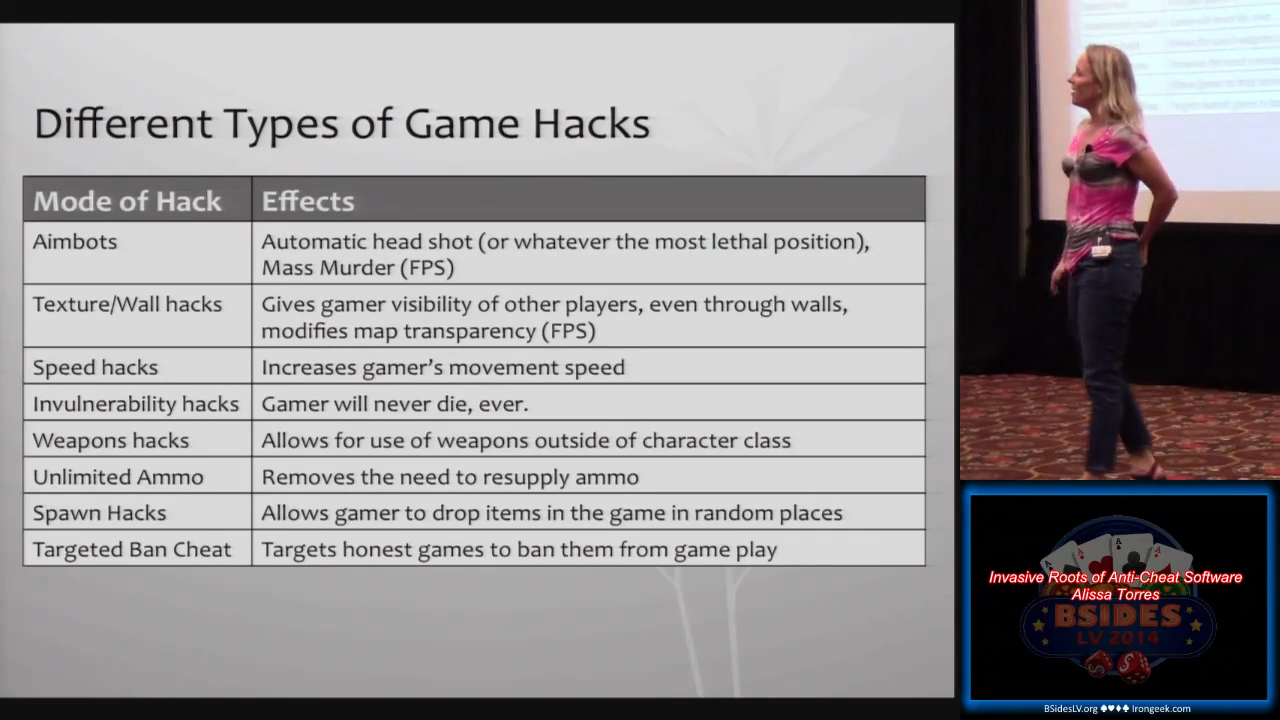 Different Types of Game Hacks
Mode of Hack Effects
Aimbots Automatic head shot (or whatever the most lethal position),
Mass Murder (FPS)
Texture/Wall hacks Gives gamer visibility of other players, even through walls,
modifies map transparency (FPS)
Speed hacks Increases gamer's movement speed
Invulnerability hacks Gamer will never die, ever.
Weapons hacks Allows for use of weapons outside of character class
Unlimited Ammo Removes the need to resupply ammo
Spawn Hacks Allows gamer to drop items in the game in random places
Targeted Ban Cheat Targets honest games to ban them from game play
Invasive Roots of Anti-Cheat Software
Alissa Torres
BSIDES
LV 2014
BSidesLV.org ♠♥♦♣ Irongeek.com